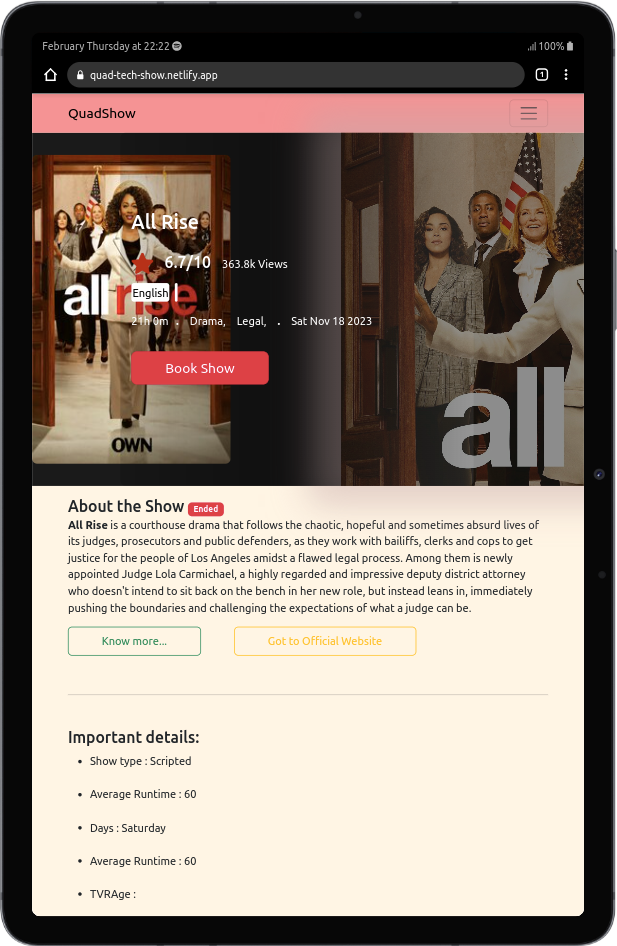 February Thursday at 22:22
100%
quad-tech-show.netlify.app
1
QuadShow
All Rise
6.7/10 363.8k Views
English
all rise
21h 0m . Drama, Legal, . Sat Nov 18 2023
Book Show
all
OWN
About the Show Ended
All Rise is a courthouse drama that follows the chaotic, hopeful and sometimes absurd lives of
its judges, prosecutors and public defenders, as they work with bailiffs, clerks and cops to get
justice for the people of Los Angeles amidst a flawed legal process. Among them is newly
appointed Judge Lola Carmichael, a highly regarded and impressive deputy district attorney
who doesn't intend to sit back on the bench in her new role, but instead leans in, immediately
pushing the boundaries and challenging the expectations of what a judge can be.
Know more...
Got to Official Website
Important details:
• Show type : Scripted
• Average Runtime : 60
• Days : Saturday
• Average Runtime : 60
• TVRAge :